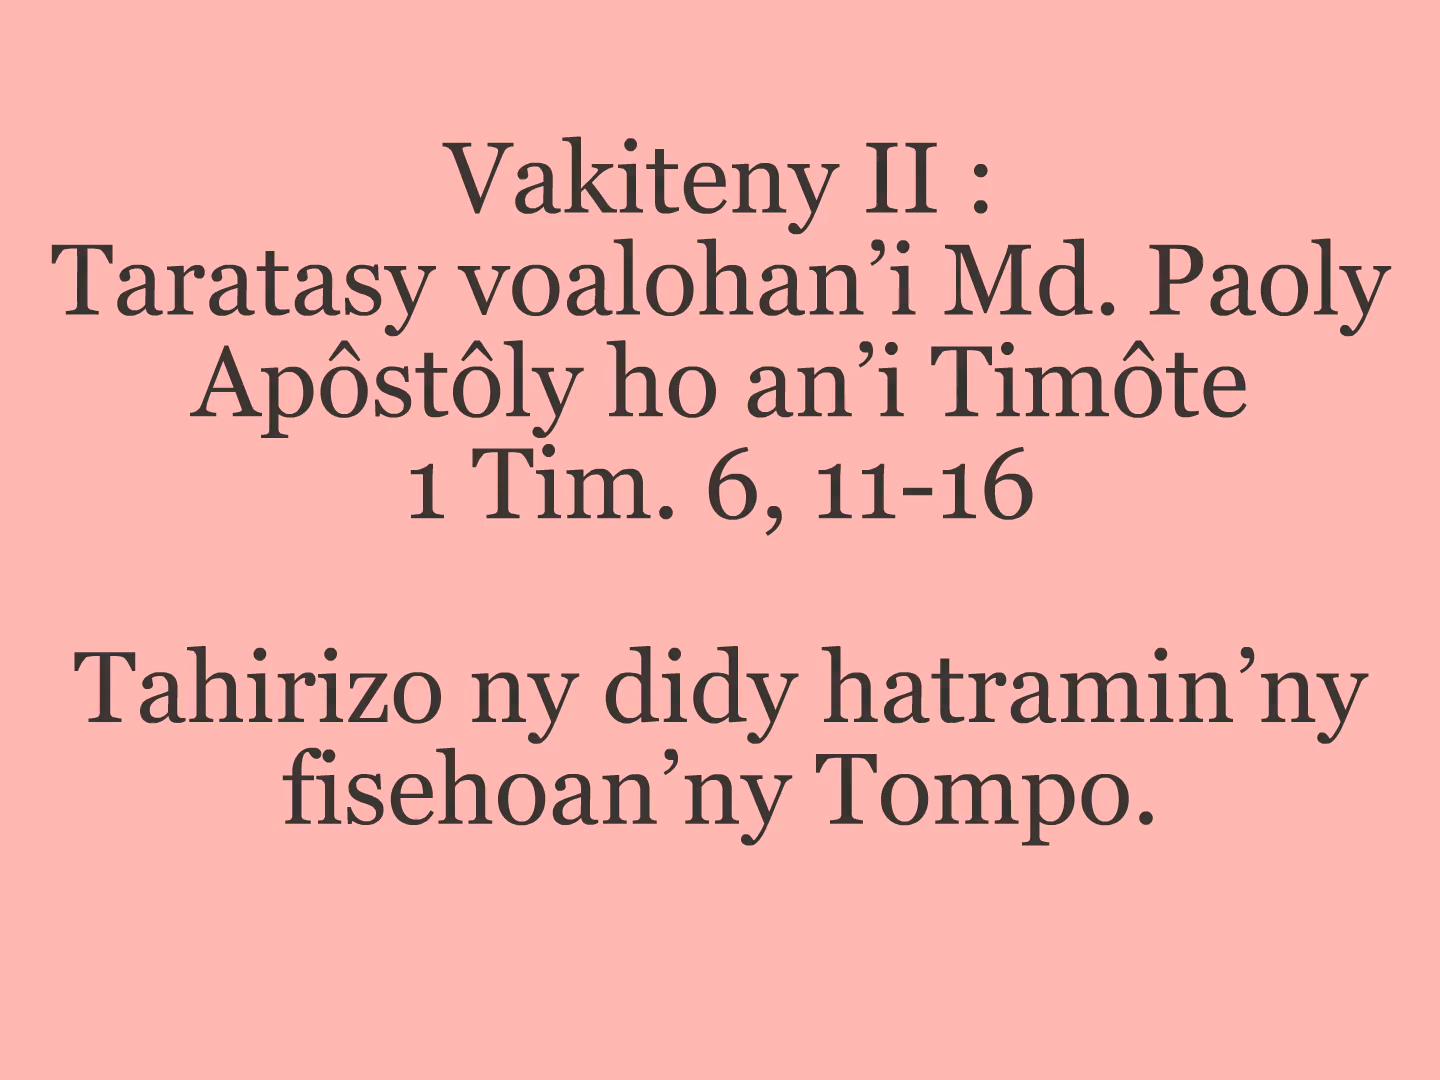 Vakiteny II :
Taratasy voalohan’i Md. Paoly
Apôstôly ho an’i Timôte
1 Tim. 6, 11-16
Tahirizo ny didy hatramin’ny
fisehoan’ny Tompo.